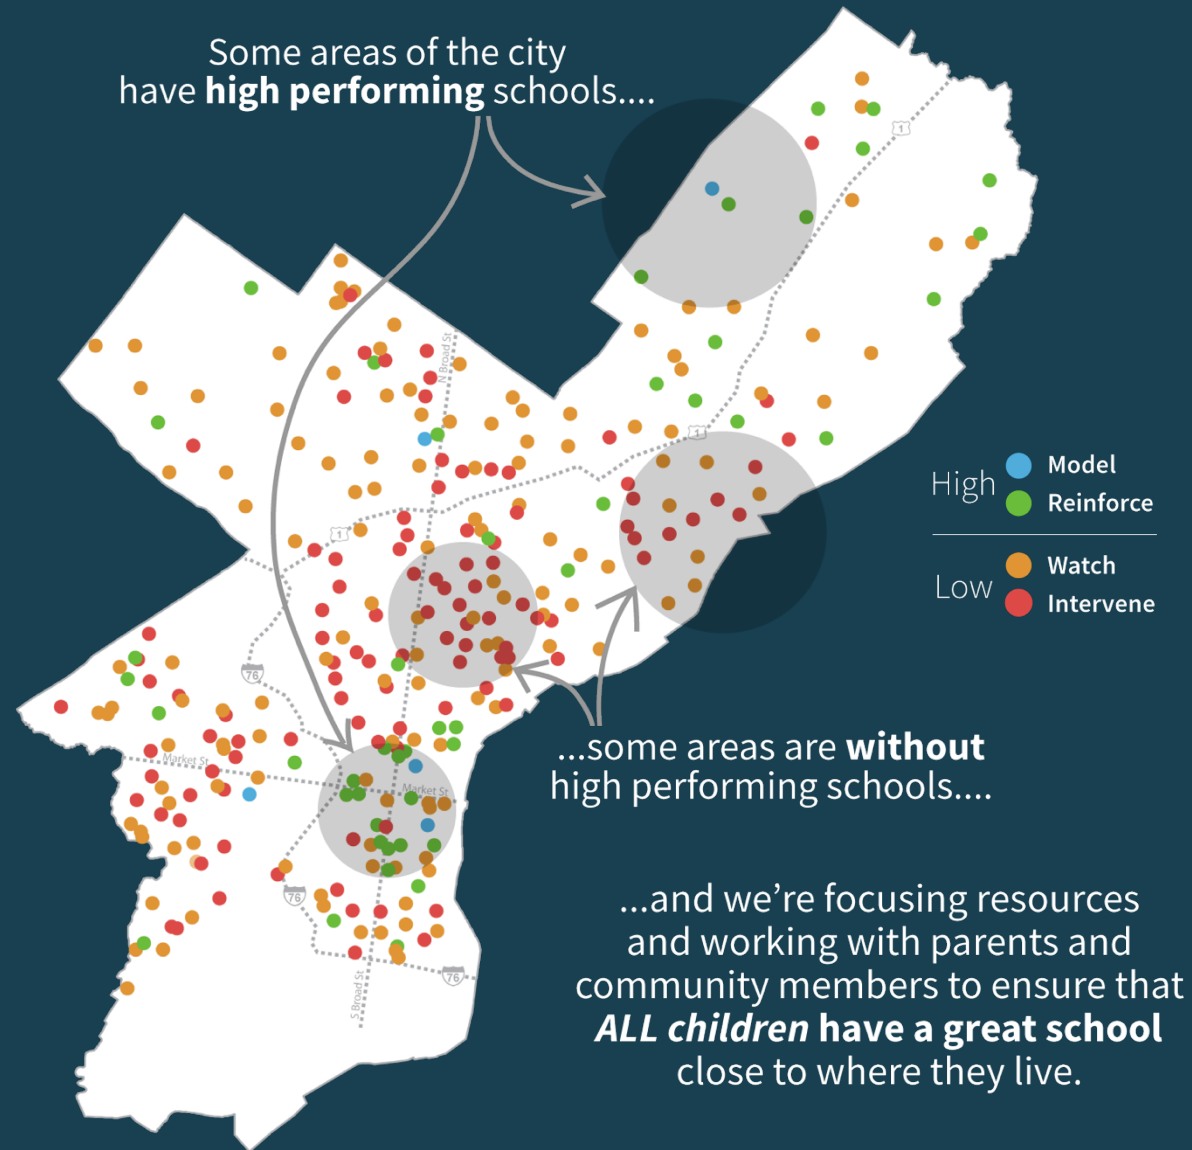 Some areas of the city
have high performing schools....
1
N Broad St
1
High
Model
Reinforce
Low
Watch
Intervene
1
76
...some areas are without
high performing schools....
Market St
Market St
76
...and we're focusing resources
and working with parents and
community members to ensure that
ALL children have a great school
close to where they live.
76
S Broad St